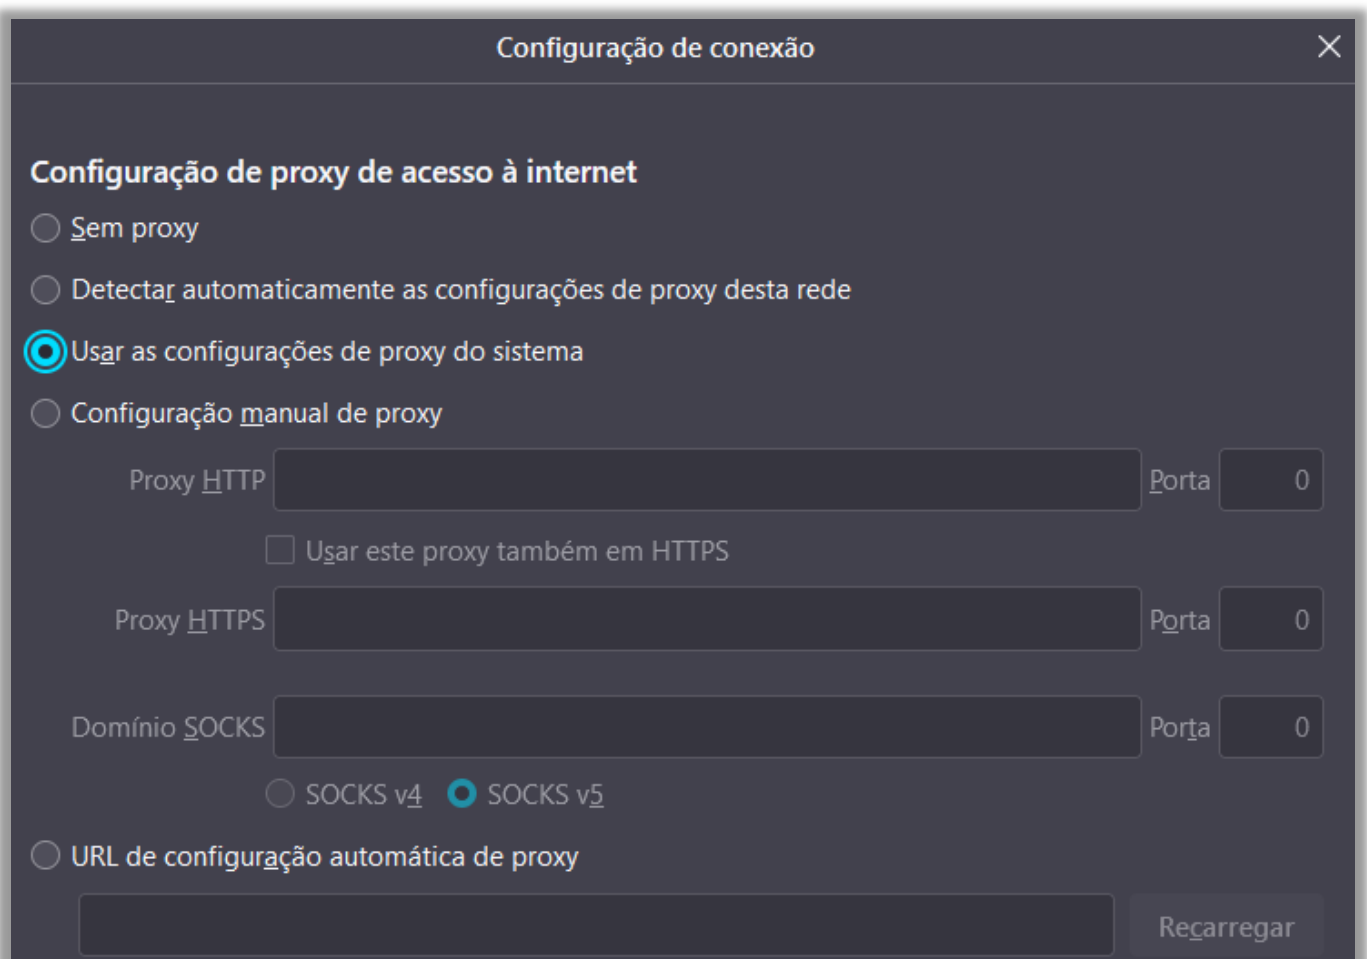 Configuração de conexão
Configuração de proxy de acesso à internet
Sem proxy
Detectar automaticamente as configurações de proxy desta rede
Usar as configurações de proxy do sistema
Configuração manual de proxy
Proxy HTTP Porta 0
Usar este proxy também em HTTPS
Proxy HTTPS Porta 0
Domínio SOCKS Porta 0
SOCKS v4 SOCKS v5
URL de configuração automática de proxy
Recarregar